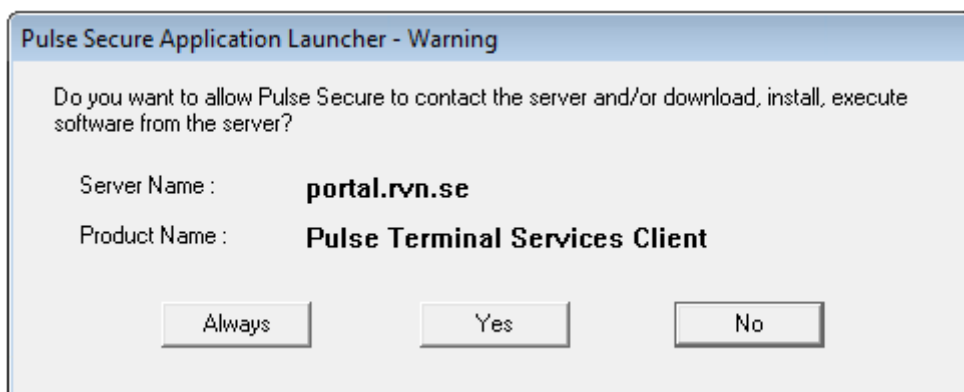 Pulse Secure Application Launcher - Warning
Do you want to allow Pulse Secure to contact the server and/or download, install, execute
software from the server?
Server Name : portal.rvn.se
Product Name : Pulse Terminal Services Client
Always Yes No